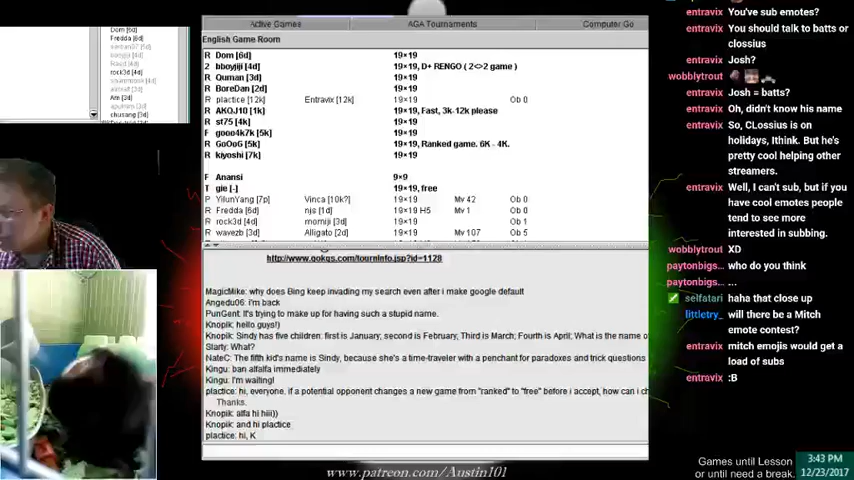 Active Games AGA Tournaments Computer Go
English Game Room
R Dom [6d] 19×19
2 bboyjiji [4d] 19×19, D+ RENGO ( 2<>2 game )
R Quman [3d] 19×19
R BoreDan [2d] 19×19
R plactice [12k] Entravix [12k] 19×19 Ob 0
R AKOJ10 [1k] 19×19, Fast, 3k-12k please
R st75 [4k] 19×19
F gooo4k7k [5k] 19×19
R GoOoG [5k] 19×19, Ranked game. 6K - 4K.
R kiyoshi [7k] 19×19
F Anansi 9×9
T gie [-] 19×19, free
P YilunYang [7p] Vinca [10k?] 19×19 Mv 42 Ob 0
R Fredda [6d] njs [1d] 19×19 H5 Mv 1 Ob 0
R rock3d [4d] morniji [3d] 19×19 Ob 1
R wavezb [3d] Alligato [2d] 19×19 Mv 107 Ob 5
http://www.gokgs.com/tournInfo.jsp?id=1128
MagicMike: why does Bing keep invading my search even after i make google default
Angedu06: i'm back
PunGent: It's trying to make up for having such a stupid name.
Knopik: hello guys!)
Knopik: Sindy has five children: first is January; second is February, Third is March; Fourth is April; What is the name o
Slarty: What?
NateC: The fifth kid's name is Sindy, because she's a time-traveler with a penchant for paradoxes and trick questions
Kingu: ban alfalfa immediately
Kingu: I'm waiting!
plactice: hi, everyone. if a potential opponent changes a new game from "ranked" to "free" before i accept, how can i ch
Thanks.
Knopik: alfa hi hiii))
Knopik: and hi plactice
plactice: hi, K
www.patreon.com/Austin101
Dom [6d]
Fredda [6d]
rock3d [4d]
Am [3d]
chusang [3d]
entravix You've sub emotes?
entravix You should talk to batts or
clossius
entravix Josh?
wobblytrout
entravix Josh = batts?
entravix Oh, didn't know his name
entravix So, CLossius is on
holidays, Ithink. But he's
pretty cool helping other
streamers.
entravix Well, I can't sub, but if you
have cool emotes people
tend to see more
interested in subbing.
wobblytrout XD
paytonbigs... who do you think
paytonbigs... ...
selfatari haha that close up
littletry_ will there be a Mitch
emote contest?
entravix mitch emojis would get a
load of subs
entravix :B
Games until Lesson
or until need a break.
3:43 PM
12/23/2017